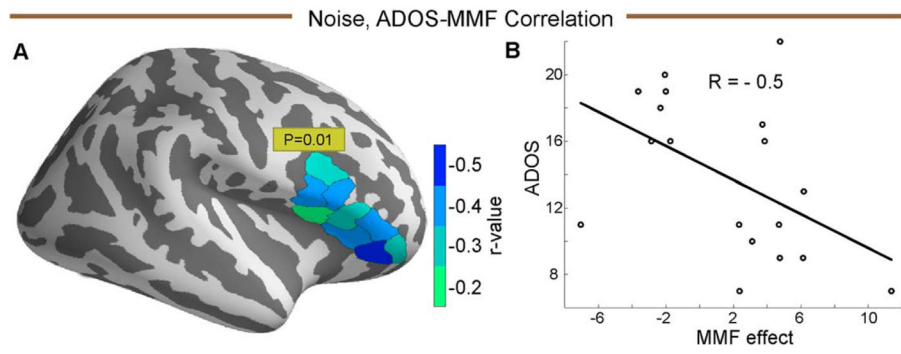 Noise, ADOS-MMF Correlation
A
P=0.01
-0.5
-0.4
-0.3
-0.2
r-value
B
R = - 0.5
20
16
12
8
ADOS
-6
-2
2
6
10
MMF effect